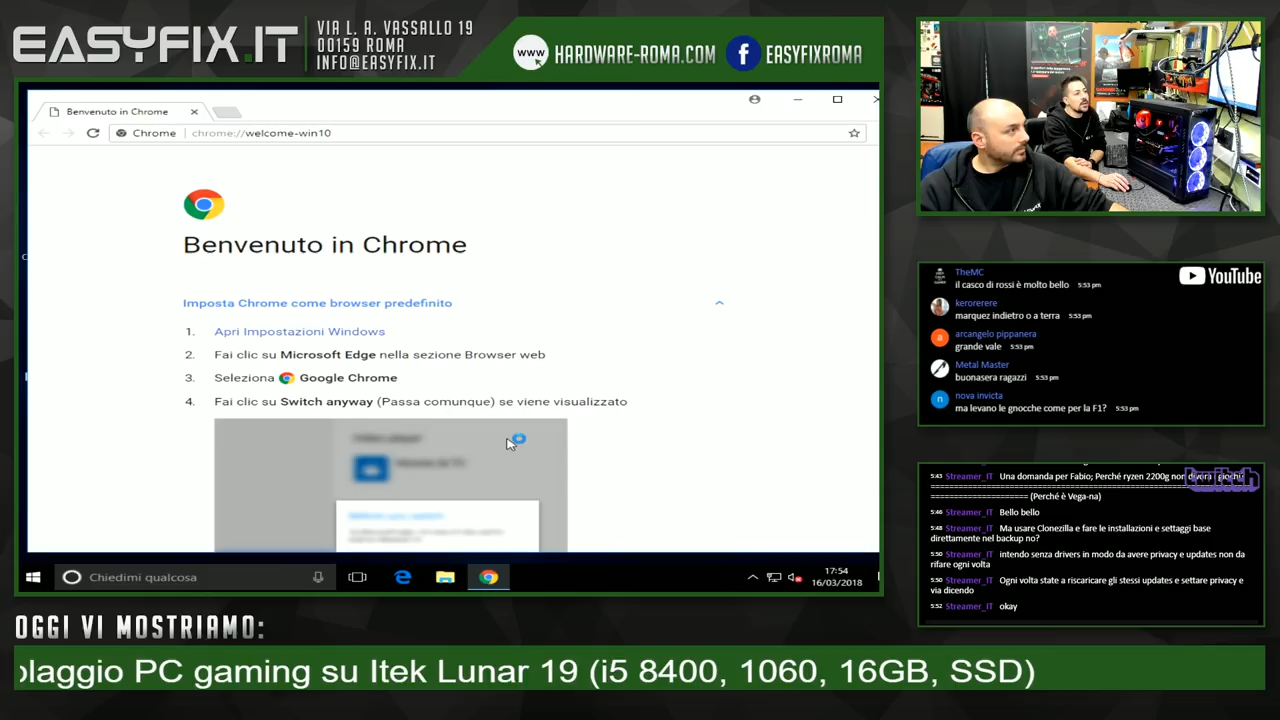 EASYFIX.IT
VIA L. A. VASSALLO 19
00159 ROMA
INFO@EASYFIX.IT
WWW
HARDWARE-ROMA.COM
f
EASYFIXROMA
Benvenuto in Chrome
Chrome
chrome://welcome-win10
Benvenuto in Chrome
Imposta Chrome come browser predefinito
1. Apri Impostazioni Windows
2. Fai clic su Microsoft Edge nella sezione Browser web
3. Seleziona Google Chrome
4. Fai clic su Switch anyway (Passa comunque) se viene visualizzato
Chiedimi qualcosa
17:54
16/03/2018
YouTube
TheMC
il casco di rossi è molto bello 5:53 pm
kerorerere
marquez indietro o a terra 5:53 pm
a
arcangelo pippanera
grande vale 5:53 pm
Metal Master
buonasera ragazzi 5:53 pm
n
nova invicta
ma levano le gnocche come per la F1? 5:53 pm
twitch
5:43 Streamer_IT Una domanda per Fabio; Perché ryzen 2200g non divora i giochi?
===================== (Perché è Vega-na)
5:46 Streamer_IT Bello bello
5:48 Streamer_IT Ma usare Clonezilla e fare le installazioni e settaggi base
direttamente nel backup no?
5:50 Streamer_IT intendo senza drivers in modo da avere privacy e updates non da
rifare ogni volta
5:50 Streamer_IT Ogni volta state a riscaricare gli stessi updates e settare privacy e
via dicendo
5:52 Streamer_IT okay
OGGI VI MOSTRIAMO:
olaggio PC gaming su Itek Lunar 19 (i5 8400, 1060, 16GB, SSD)